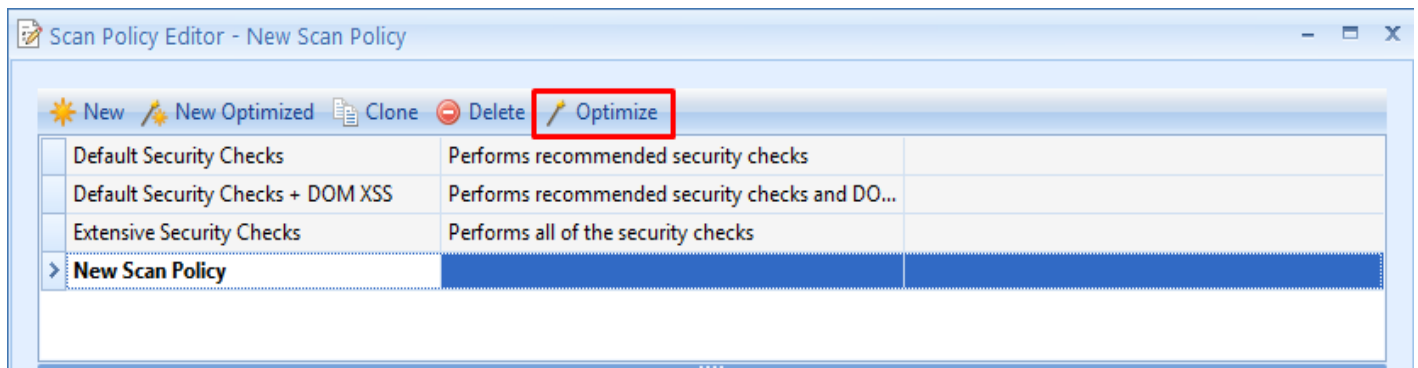 Scan Policy Editor - New Scan Policy
New New Optimized Clone Delete Optimize
Default Security Checks Performs recommended security checks
Default Security Checks + DOM XSS Performs recommended security checks and DO...
Extensive Security Checks Performs all of the security checks
New Scan Policy